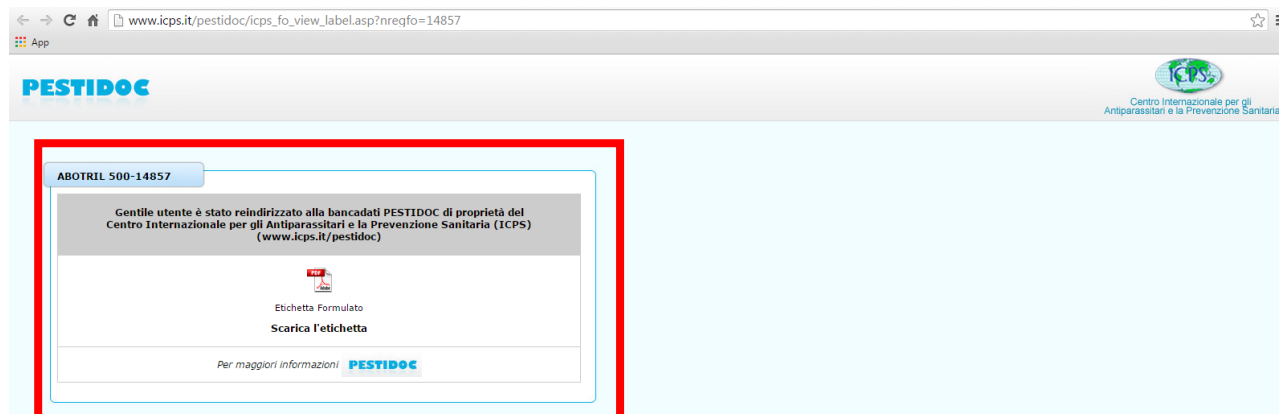 www.icps.it/pestidoc/icps_fo_view_label.asp?nregfo=14857
App
PESTIDOC
ICPS
Centro Internazionale per gli
Antiparassitari e la Prevenzione Sanitaria
ABOTRIL 500-14857
Gentile utente è stato reindirizzato alla bancadati PESTIDOC di proprietà del
Centro Internazionale per gli Antiparassitari e la Prevenzione Sanitaria (ICPS)
(www.icps.it/pestidoc)
PDF
Adobe
Etichetta Formulato
Scarica l'etichetta
Per maggiori informazioni PESTIDOC